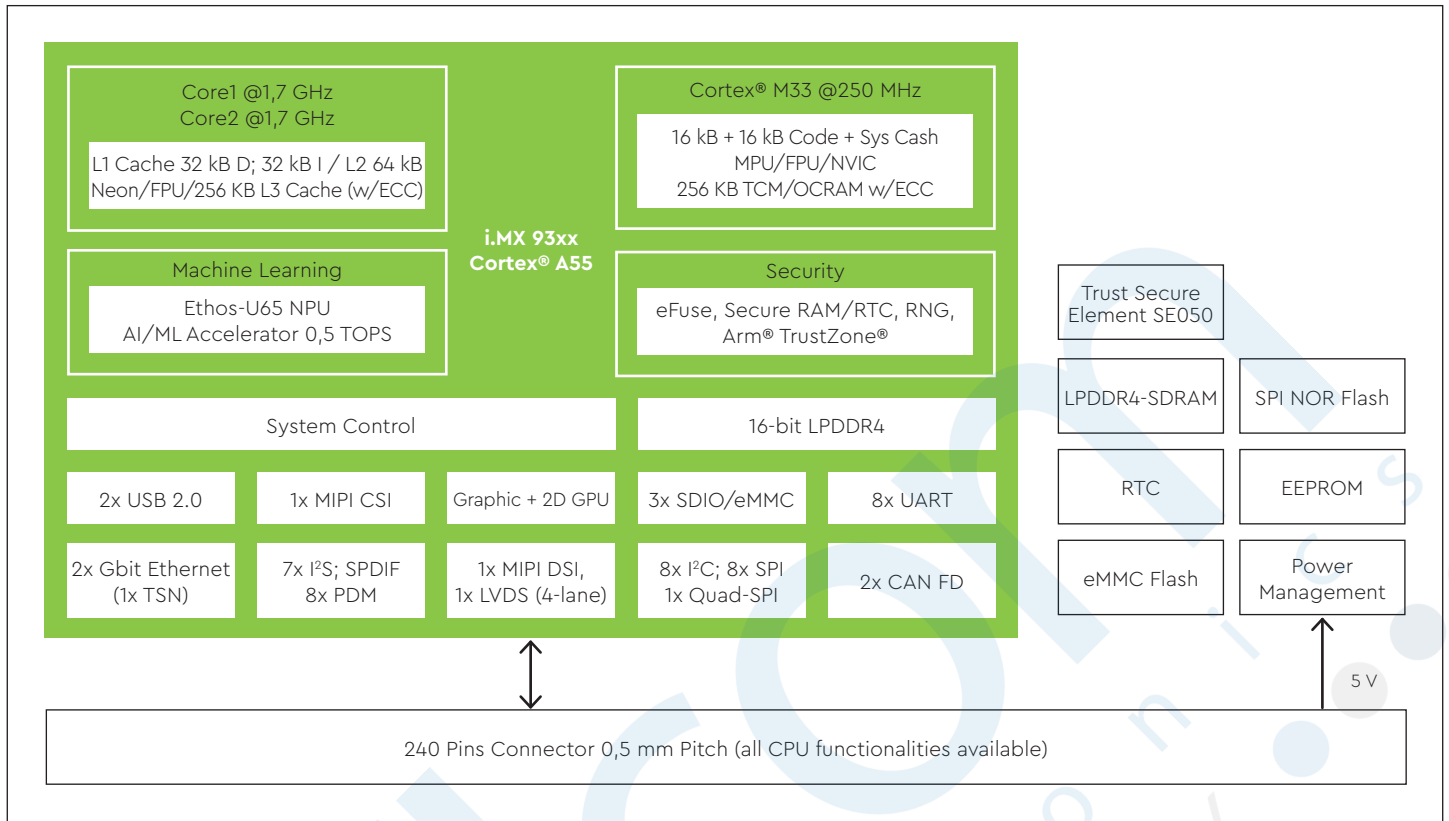 Core1 @1,7 GHz
Core2 @1,7 GHz
L1 Cache 32 kB D; 32 kB I / L2 64 kB
Neon/FPU/256 KB L3 Cache (w/ECC)
Cortex® M33 @250 MHz
16 kB + 16 kB Code + Sys Cash
MPU/FPU/NVIC
256 KB TCM/OCRAM w/ECC
i.MX 93xx
Cortex® A55
Machine Learning
Ethos-U65 NPU
AI/ML Accelerator 0,5 TOPS
Security
eFuse, Secure RAM/RTC, RNG,
Arm® TrustZone®
System Control
16-bit LPDDR4
2x USB 2.0
1x MIPI CSI
Graphic + 2D GPU
3x SDIO/eMMC
8x UART
2x Gbit Ethernet
(1x TSN)
7x I²S; SPDIF
8x PDM
1x MIPI DSI,
1x LVDS (4-lane)
8x I²C; 8x SPI
1x Quad-SPI
2x CAN FD
Trust Secure
Element SE050
LPDDR4-SDRAM
SPI NOR Flash
RTC
EEPROM
eMMC Flash
Power
Management
5 V
240 Pins Connector 0,5 mm Pitch (all CPU functionalities available)